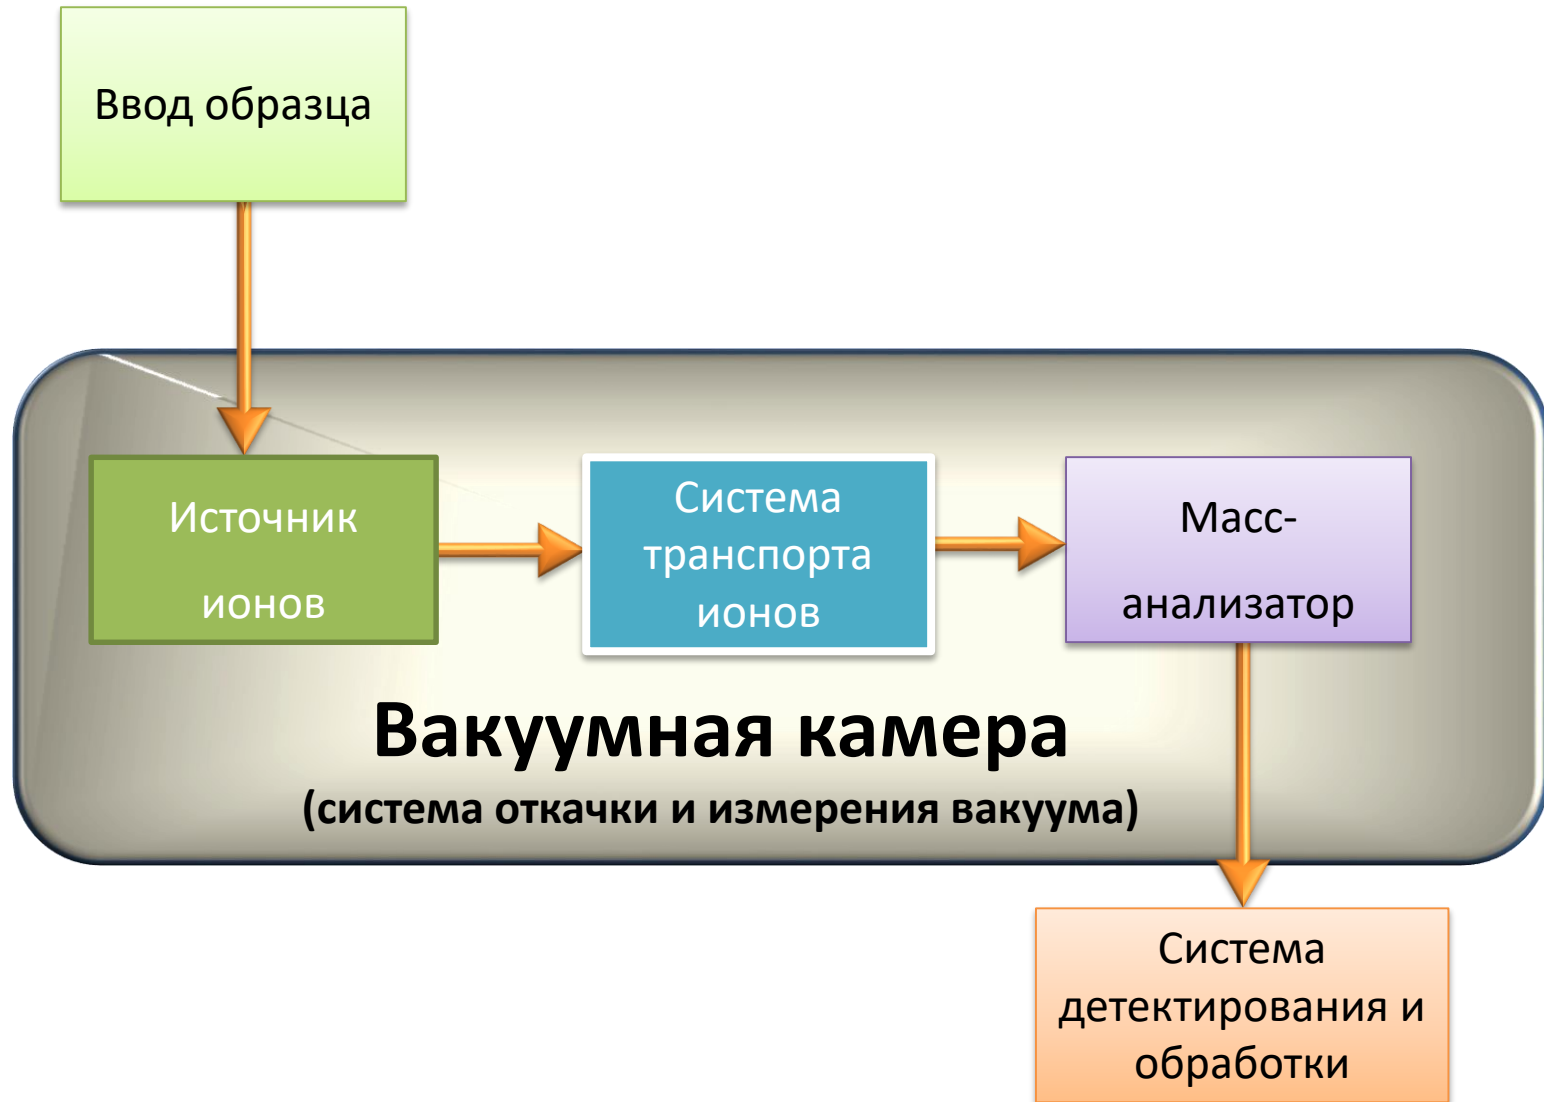 Ввод образца
Источник
ионов
Система
транспорта
ионов
Масс-
анализатор
Вакуумная камера
(система откачки и измерения вакуума)
Система
детектирования и
обработки